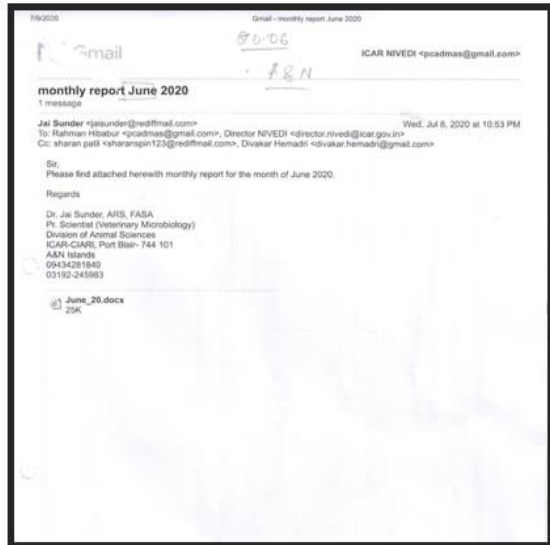 7/9/2020
Gmail - monthly report June 2020
Gmail
A&N
ICAR NIVEDI <pcadmas@gmail.com>
monthly report June 2020
1 message
Jai Sunder <jaisunder@rediffmail.com>
Wed, Jul 8, 2020 at 10:53 PM
To: Rahman Hibabur <pcadmas@gmail.com>, Director NIVEDI <director.nivedi@icar.gov.in>
Cc: sharan patil <sharanspin123@rediffmail.com>, Divakar Hemadri <divakar.hemadri@gmail.com>
Sir,
Please find attached herewith monthly report for the month of June 2020.
Regards
Dr. Jai Sunder, ARS, FASA
Pr. Scientist (Veterinary Microbiology)
Division of Animal Sciences
ICAR-CIARI, Port Blair- 744 101
A&N Islands
09434281840
03192-245983
June_20.docx
25K